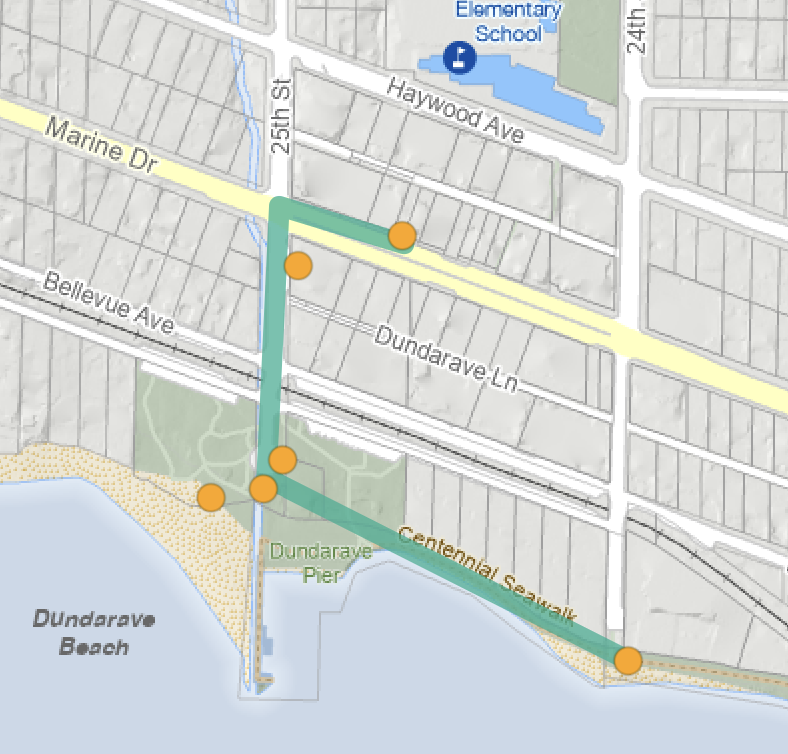 Elementary
School
24th
Haywood Ave
25th St
Marine Dr
Bellevue Ave
Dundarave Ln
Centennial Seawalk
Dundarave
Pier
Dundarave
Beach